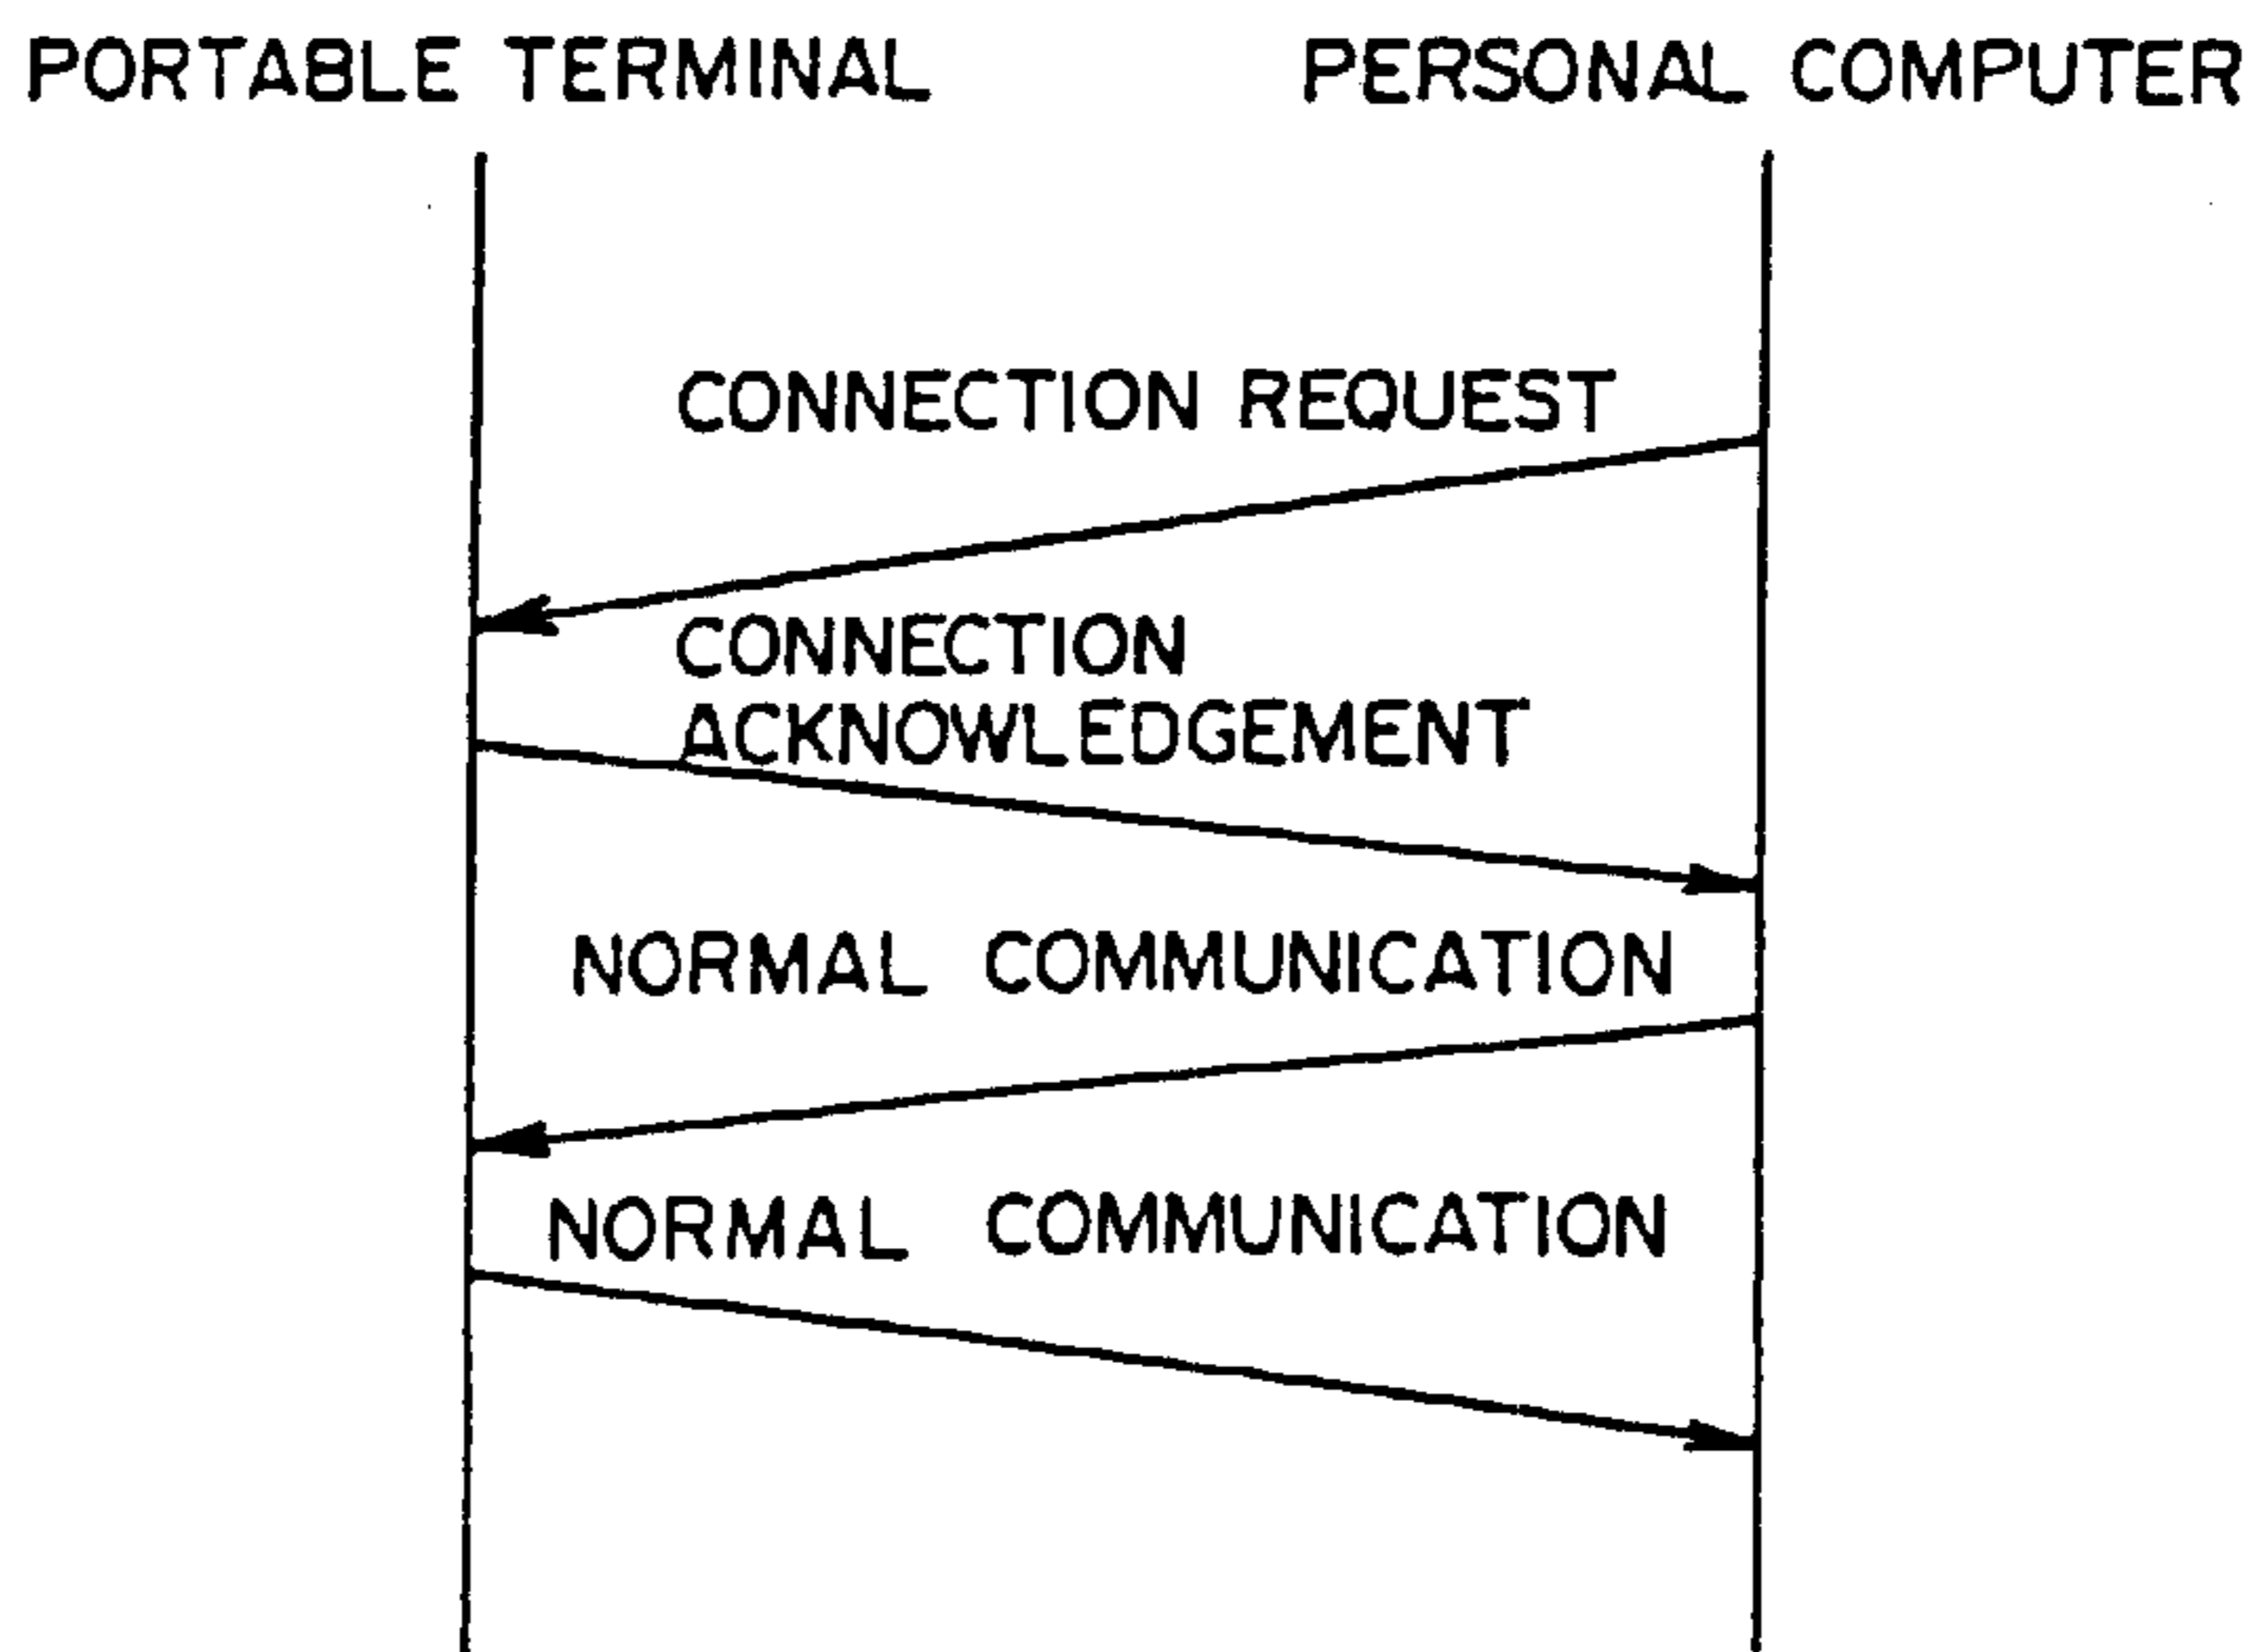 PORTABLE TERMINAL PERSONAL COMPUTER
CONNECTION REQUEST
CONNECTION
ACKNOWLEDGEMENT
NORMAL COMMUNICATION
NORMAL COMMUNICATION